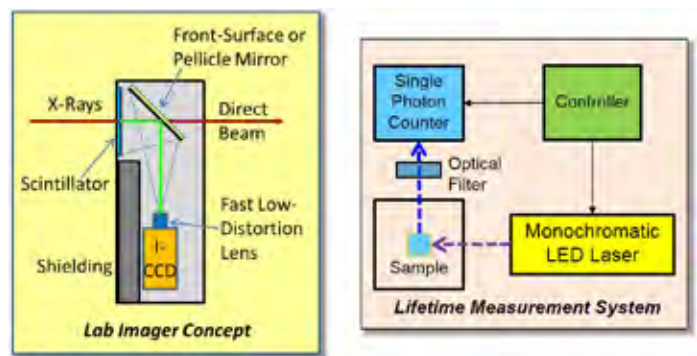 Front-Surface or
Pellicle Mirror
X-Rays
Direct
Beam
Scintillator
Fast Low-
Distortion
Lens
I-
CCD
Shielding
Lab Imager Concept
Single
Photon
Counter
Controller
Optical
Filter
Sample
Monochromatic
LED Laser
Lifetime Measurement System